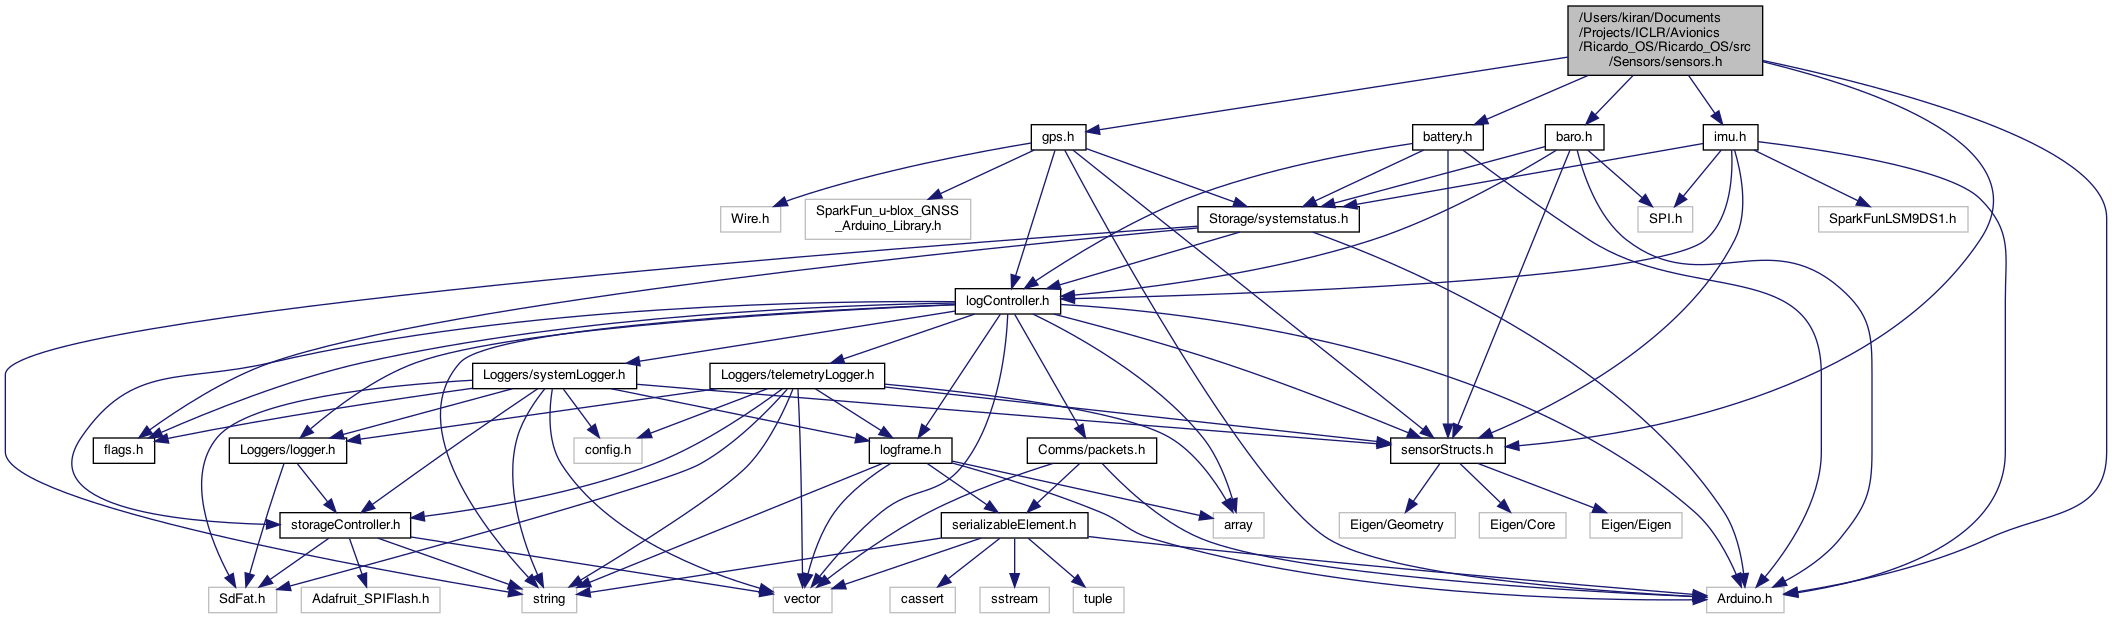 /Users/kiran/Documents
/Projects/ICLR/Avionics
/Ricardo_OS/Ricardo_OS/src
/Sensors/sensors.h
gps.h
battery.h
baro.h
imu.h
Wire.h
SparkFun_u-blox_GNSS
_Arduino_Library.h
Storage/systemstatus.h
SPI.h
SparkFunLSM9DS1.h
logController.h
Loggers/systemLogger.h
Loggers/telemetryLogger.h
flags.h
Loggers/logger.h
config.h
logframe.h
Comms/packets.h
sensorStructs.h
storageController.h
serializableElement.h
array
Eigen/Geometry
Eigen/Core
Eigen/Eigen
SdFat.h
Adafruit_SPIFlash.h
string
vector
cassert
sstream
tuple
Arduino.h